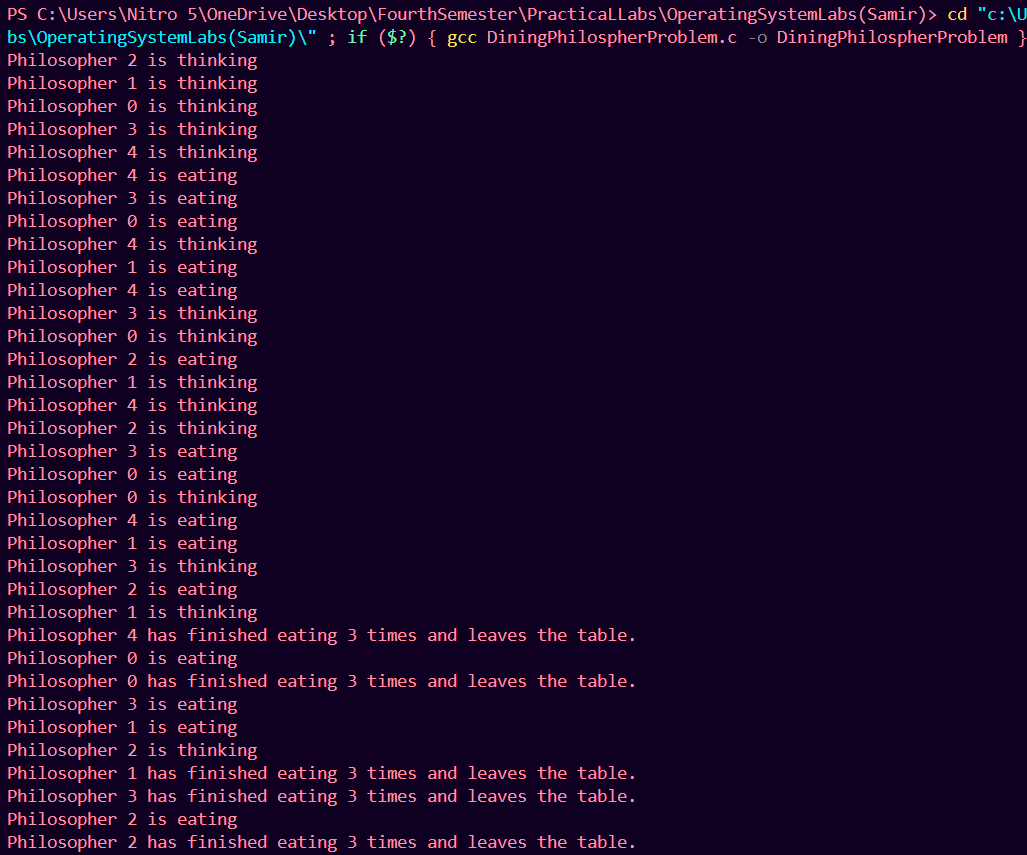 PS C:\Users\Nitro 5\OneDrive\Desktop\FourthSemester\PracticaLLabs\OperatingSystemLabs(Samir)> cd "c:\U
bs\OperatingSystemLabs(Samir)\" ; if ($?) { gcc DiningPhilospherProblem.c -o DiningPhilospherProblem }
Philosopher 2 is thinking
Philosopher 1 is thinking
Philosopher 0 is thinking
Philosopher 3 is thinking
Philosopher 4 is thinking
Philosopher 4 is eating
Philosopher 3 is eating
Philosopher 0 is eating
Philosopher 4 is thinking
Philosopher 1 is eating
Philosopher 4 is eating
Philosopher 3 is thinking
Philosopher 0 is thinking
Philosopher 2 is eating
Philosopher 1 is thinking
Philosopher 4 is thinking
Philosopher 2 is thinking
Philosopher 3 is eating
Philosopher 0 is eating
Philosopher 0 is thinking
Philosopher 4 is eating
Philosopher 1 is eating
Philosopher 3 is thinking
Philosopher 2 is eating
Philosopher 1 is thinking
Philosopher 4 has finished eating 3 times and leaves the table.
Philosopher 0 is eating
Philosopher 0 has finished eating 3 times and leaves the table.
Philosopher 3 is eating
Philosopher 1 is eating
Philosopher 2 is thinking
Philosopher 1 has finished eating 3 times and leaves the table.
Philosopher 3 has finished eating 3 times and leaves the table.
Philosopher 2 is eating
Philosopher 2 has finished eating 3 times and leaves the table.